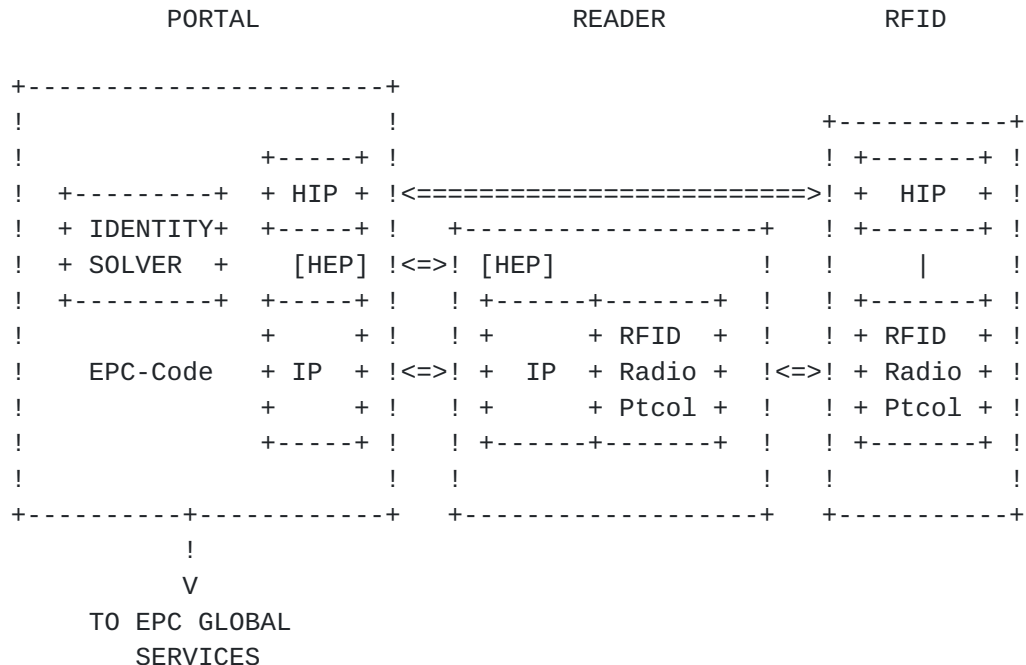 PORTAL READER RFID
+-----------------------+
! ! +-----------+
! +-----+ ! ! +-------+ !
! +---------+ + HIP + !<=========================>! + HIP + !
! + IDENTITY+ +-----+ ! +-------------------+ ! +-------+ !
! + SOLVER + [HEP] !<=>! [HEP] ! ! | !
! +---------+ +-----+ ! ! +------+-------+ ! ! +-------+ !
! + + ! ! + + RFID + ! ! + RFID + !
! EPC-Code + IP + !<=>! + IP + Radio + !<=>! + Radio + !
! + + ! ! + + Ptcol + ! ! + Ptcol + !
! +-----+ ! ! +------+-------+ ! ! +-------+ !
! ! ! ! ! !
+----------+------------+ +-------------------+ +-----------+
!
V
TO EPC GLOBAL
SERVICES